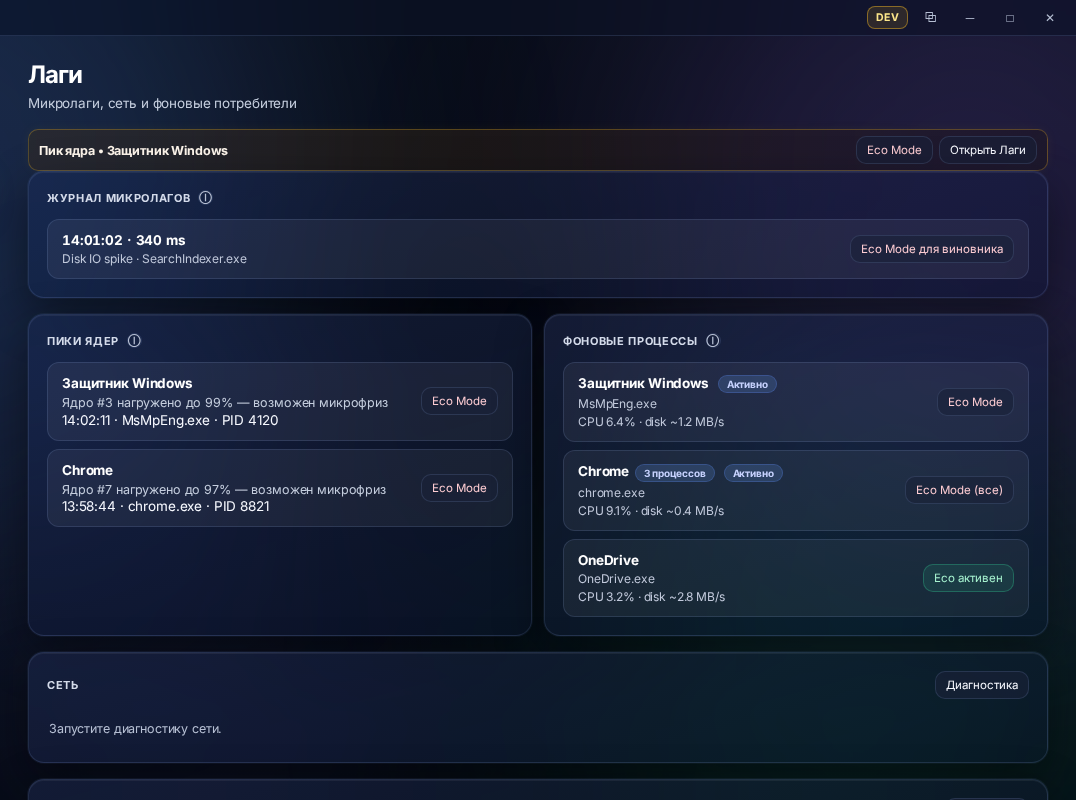 DEV
Лаги
Микролаги, сеть и фоновые потребители
Пик ядра • Защитник Windows
Eco Mode
Открыть Лаги
ЖУРНАЛ МИКРОЛАГОВ
14:01:02 · 340 ms
Disk IO spike · SearchIndexer.exe
Eco Mode для виновника
ПИКИ ЯДЕР
Защитник Windows
Ядро #3 нагружено до 99% — возможен микрофриз
14:02:11 · MsMpEng.exe · PID 4120
Eco Mode
Chrome
Ядро #7 нагружено до 97% — возможен микрофриз
13:58:44 · chrome.exe · PID 8821
Eco Mode
ФОНОВЫЕ ПРОЦЕССЫ
Защитник Windows Активно
MsMpEng.exe
CPU 6.4% · disk ~1.2 MB/s
Eco Mode
Chrome 3 процессов Активно
chrome.exe
CPU 9.1% · disk ~0.4 MB/s
Eco Mode (все)
OneDrive
OneDrive.exe
CPU 3.2% · disk ~2.8 MB/s
Eco активен
СЕТЬ
Диагностика
Запустите диагностику сети.